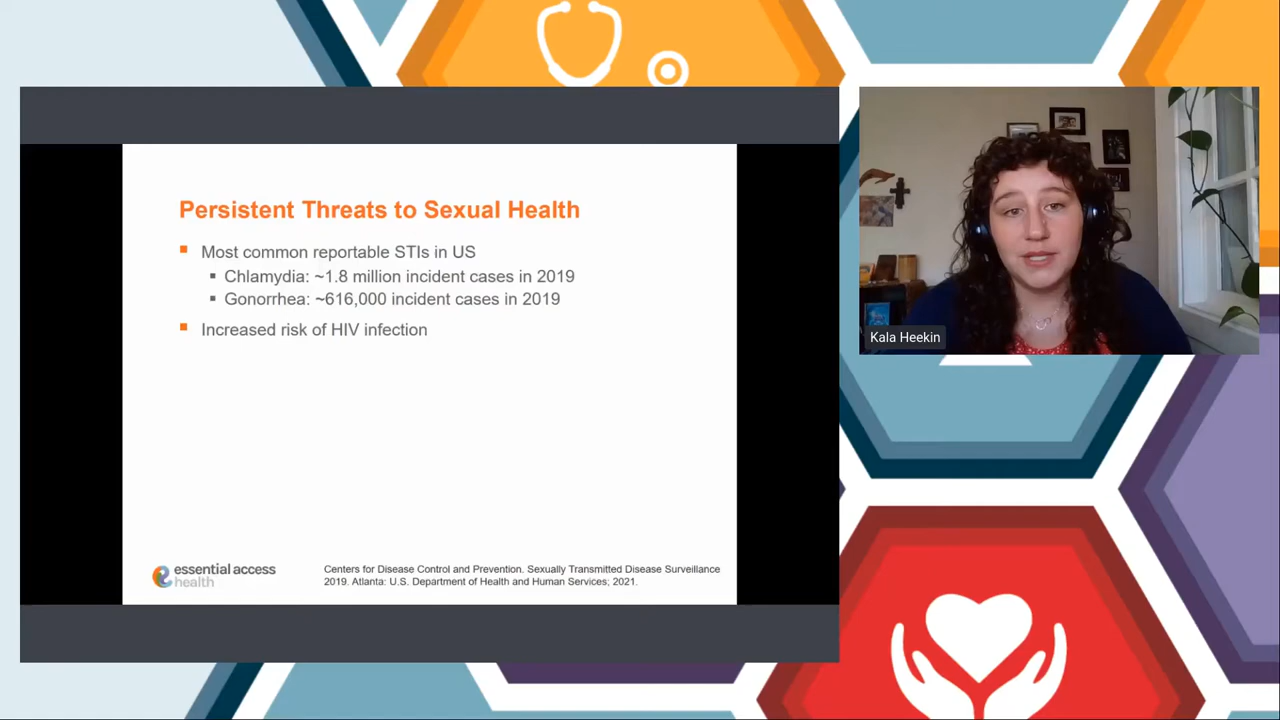 Persistent Threats to Sexual Health
Most common reportable STIs in US
Chlamydia: ~1.8 million incident cases in 2019
Gonorrhea: ~616,000 incident cases in 2019
Increased risk of HIV infection
essential access
health
Centers for Disease Control and Prevention. Sexually Transmitted Disease Surveillance
2019. Atlanta: U.S. Department of Health and Human Services; 2021.
Kala Heekin